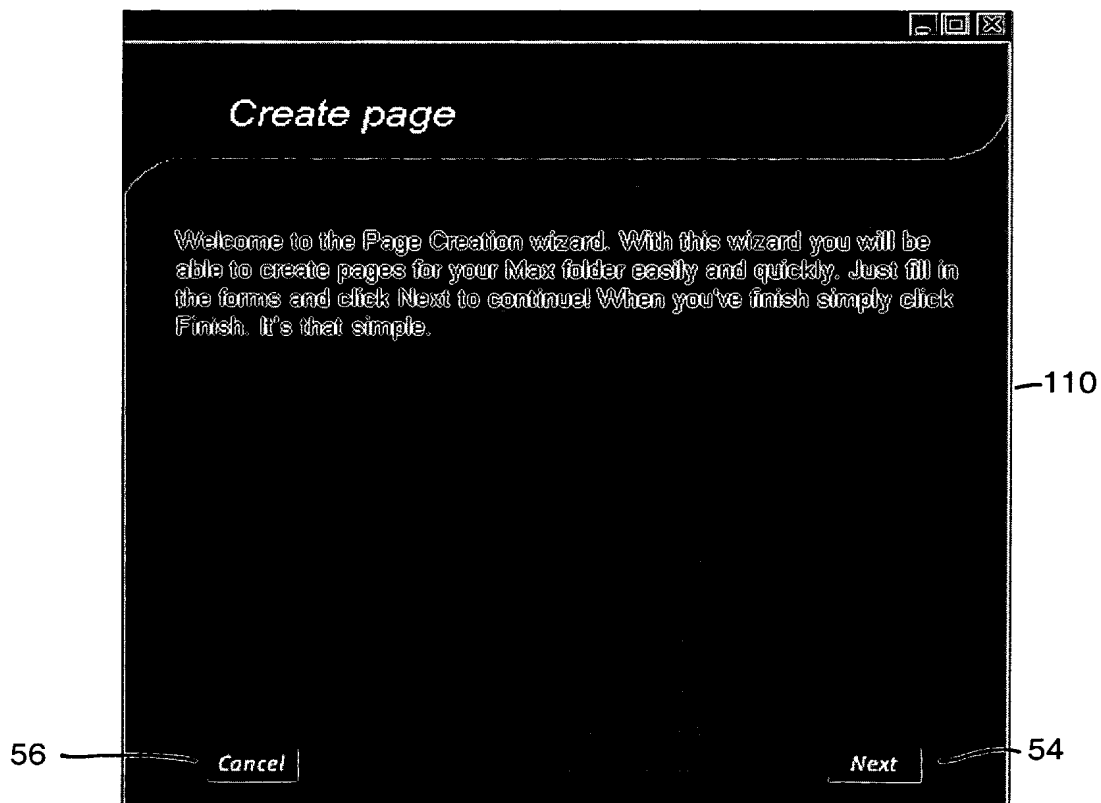 Create page
Welcome to the Page Creation wizard. With this wizard you will be
able to create pages for your Max folder easily and quickly. Just fill in
the forms and click Next to continue! When you've finish simply click
Finish. It's that simple.
110
56
Cancel
Next
54